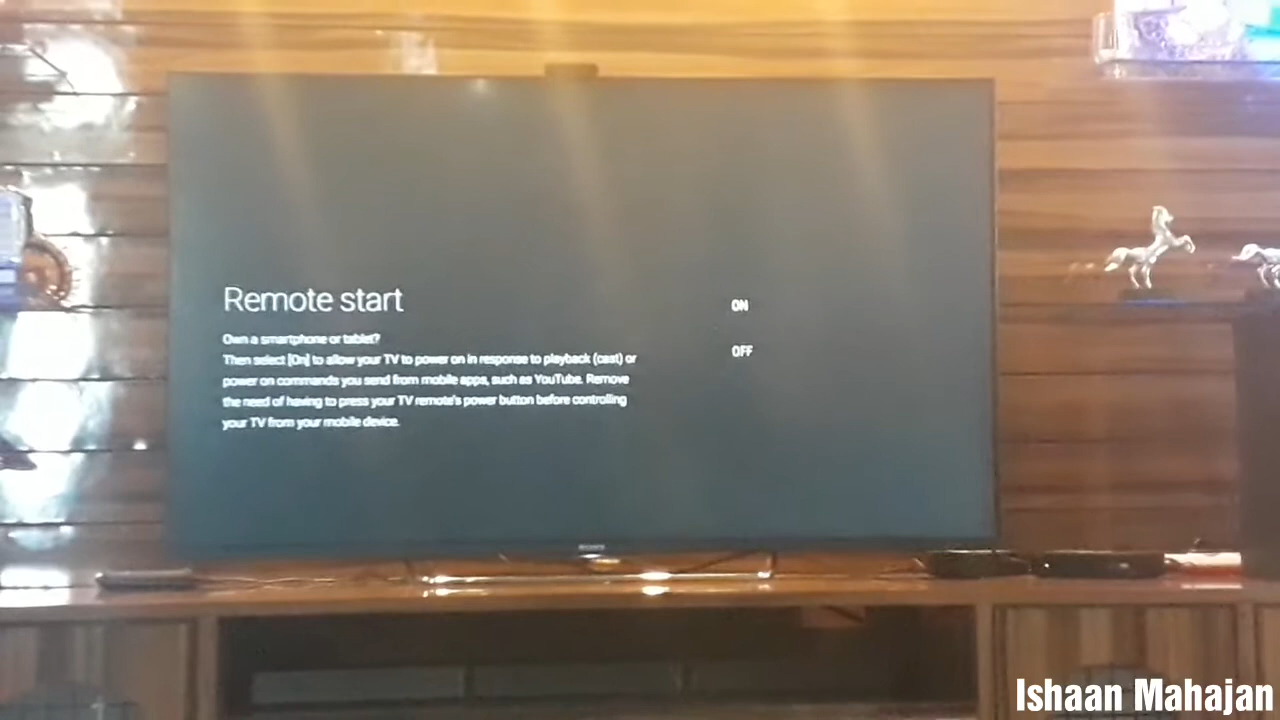 Remote start
ON
Own a smartphone or tablet?
OFF
Then select [On] to allow your TV to power on in response to playback (cast) or
power on commands you send from mobile apps, such as YouTube. Remove
the need of having to press your TV remote's power button before controlling
your TV from your mobile device.
SONY
Ishaan Mahajan